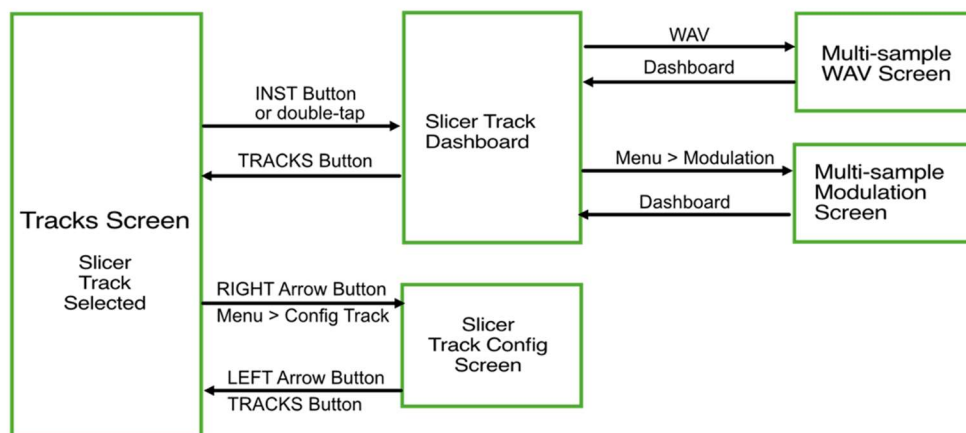 Tracks Screen
Slicer
Track
Selected
INST Button
or double-tap
TRACKS Button
Slicer Track
Dashboard
WAV
Dashboard
Multi-sample
WAV Screen
Menu > Modulation
Dashboard
Multi-sample
Modulation
Screen
RIGHT Arrow Button
Menu > Config Track
LEFT Arrow Button
TRACKS Button
Slicer
Track Config
Screen